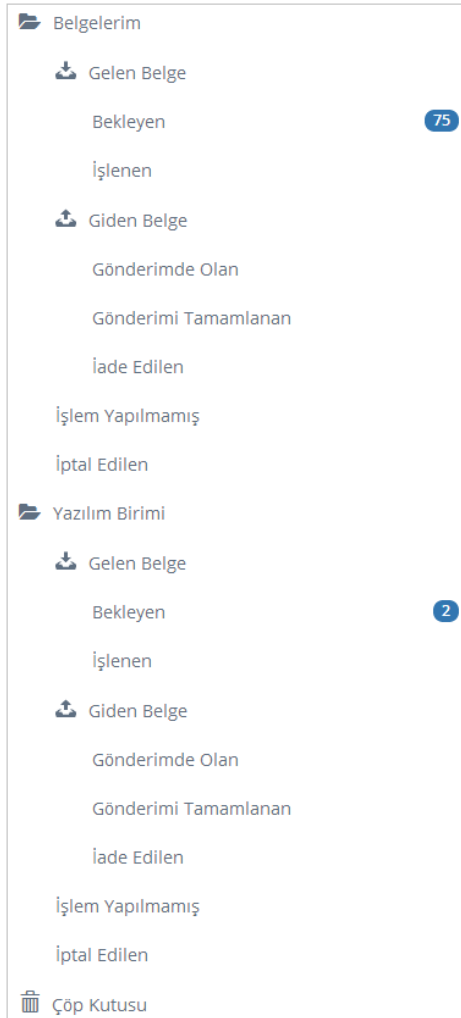 Belgelerim
Gelen Belge
Bekleyen 75
İşlenen
Giden Belge
Gönderimde Olan
Gönderimi Tamamlanan
İade Edilen
İşlem Yapılmamış
İptal Edilen
Yazılım Birimi
Gelen Belge
Bekleyen 2
İşlenen
Giden Belge
Gönderimde Olan
Gönderimi Tamamlanan
İade Edilen
İşlem Yapılmamış
İptal Edilen
Çöp Kutusu